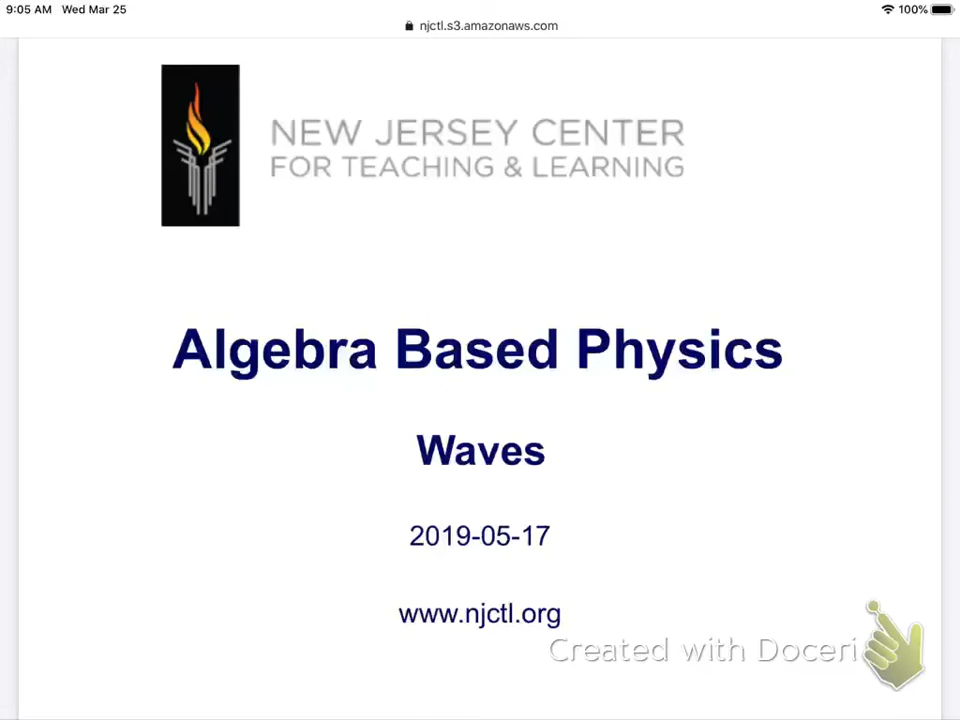 9:05 AM Wed Mar 25
100%
njctl.s3.amazonaws.com
NEW JERSEY CENTER
FOR TEACHING & LEARNING
Algebra Based Physics
Waves
2019-05-17
www.njctl.org
Created with Doceri